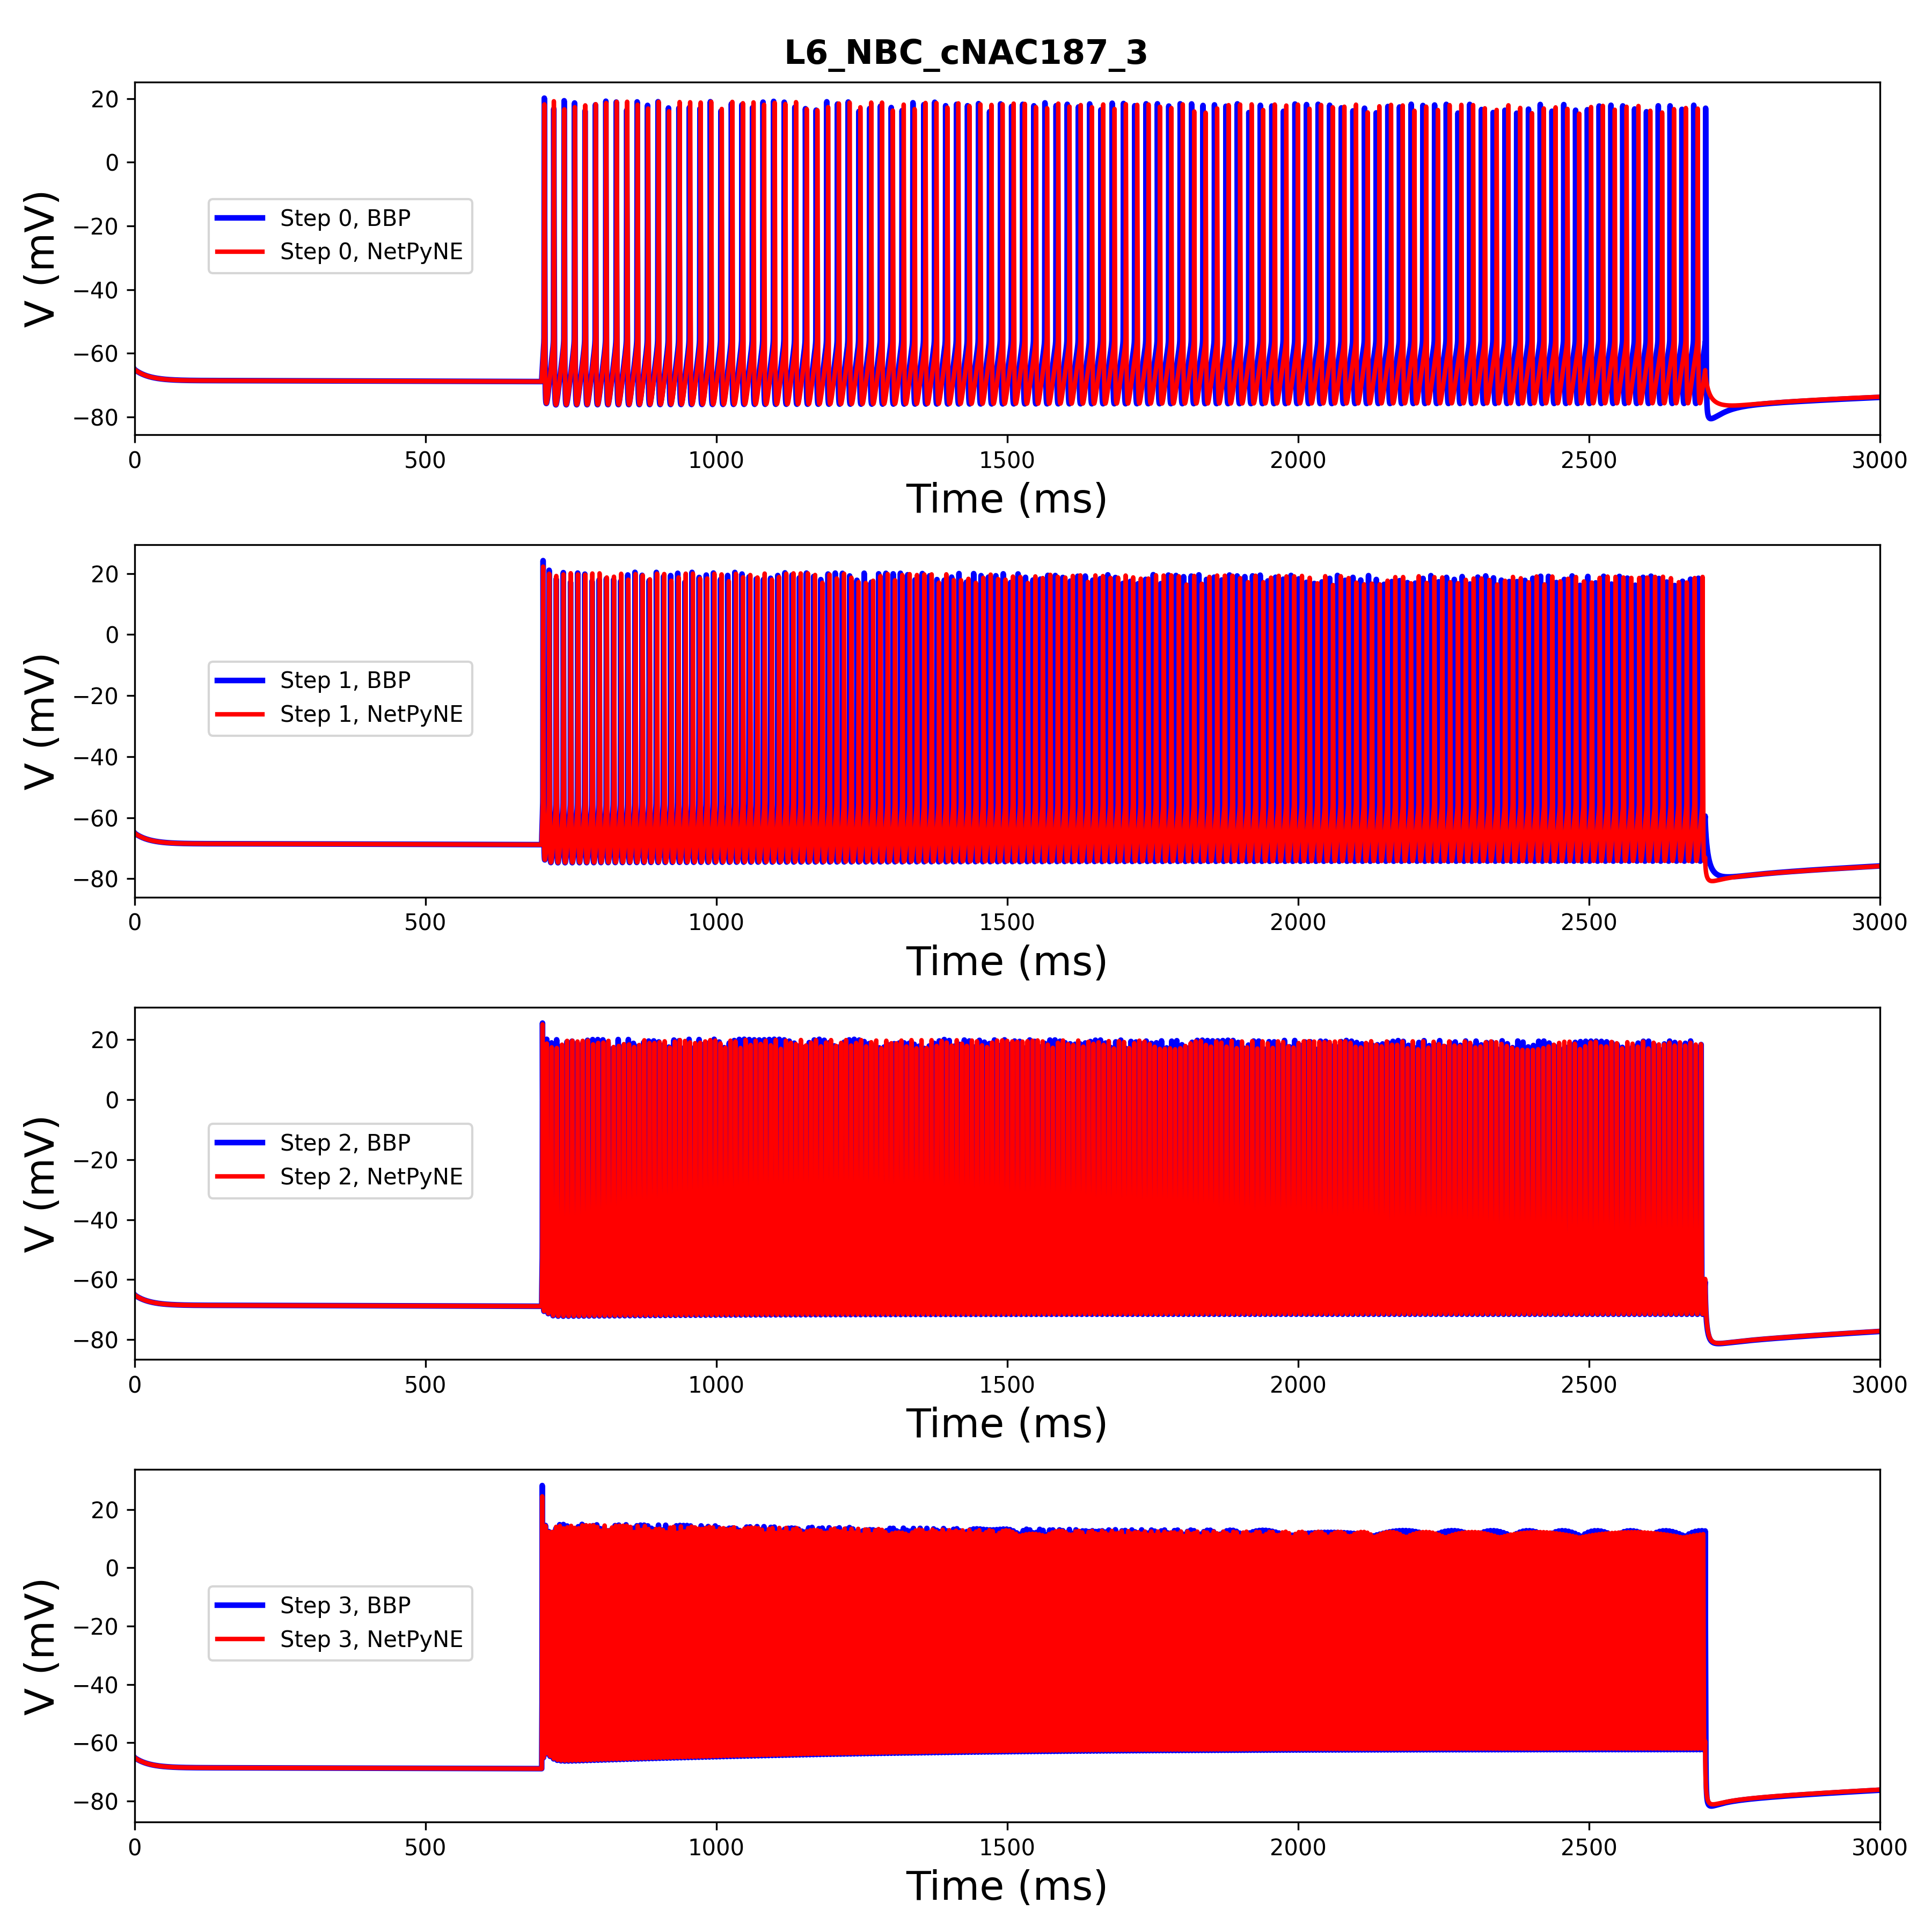 L6_NBC_cNAC187_3
20
0
−20
−40
−60
−80
V (mV)
Step 0, BBP
Step 0, NetPyNE
0 500 1000 1500 2000 2500 3000
Time (ms)
20
0
−20
−40
−60
−80
V (mV)
Step 1, BBP
Step 1, NetPyNE
0 500 1000 1500 2000 2500 3000
Time (ms)
20
0
−20
−40
−60
−80
V (mV)
Step 2, BBP
Step 2, NetPyNE
0 500 1000 1500 2000 2500 3000
Time (ms)
20
0
−20
−40
−60
−80
V (mV)
Step 3, BBP
Step 3, NetPyNE
0 500 1000 1500 2000 2500 3000
Time (ms)